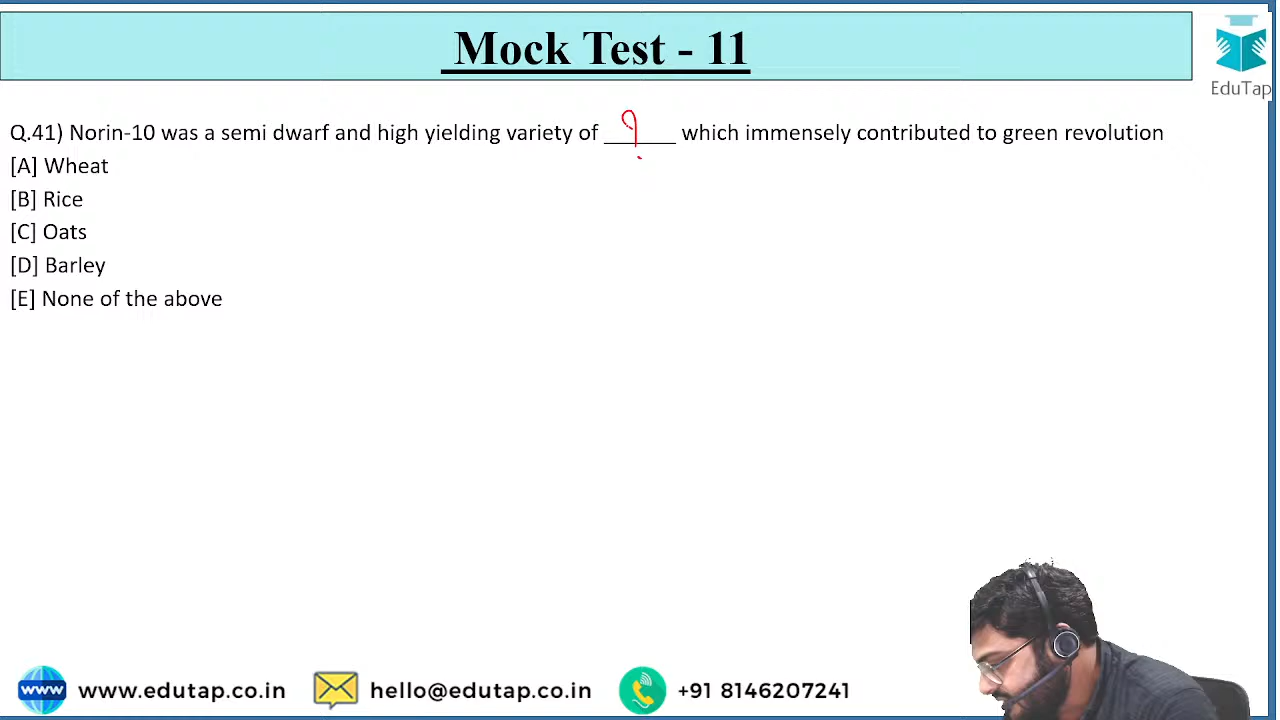 Mock Test - 11
EduTap
Q.41) Norin-10 was a semi dwarf and high yielding variety of ______ which immensely contributed to green revolution
[A] Wheat
[B] Rice
[C] Oats
[D] Barley
[E] None of the above
www www.edutap.co.in hello@edutap.co.in +91 8146207241